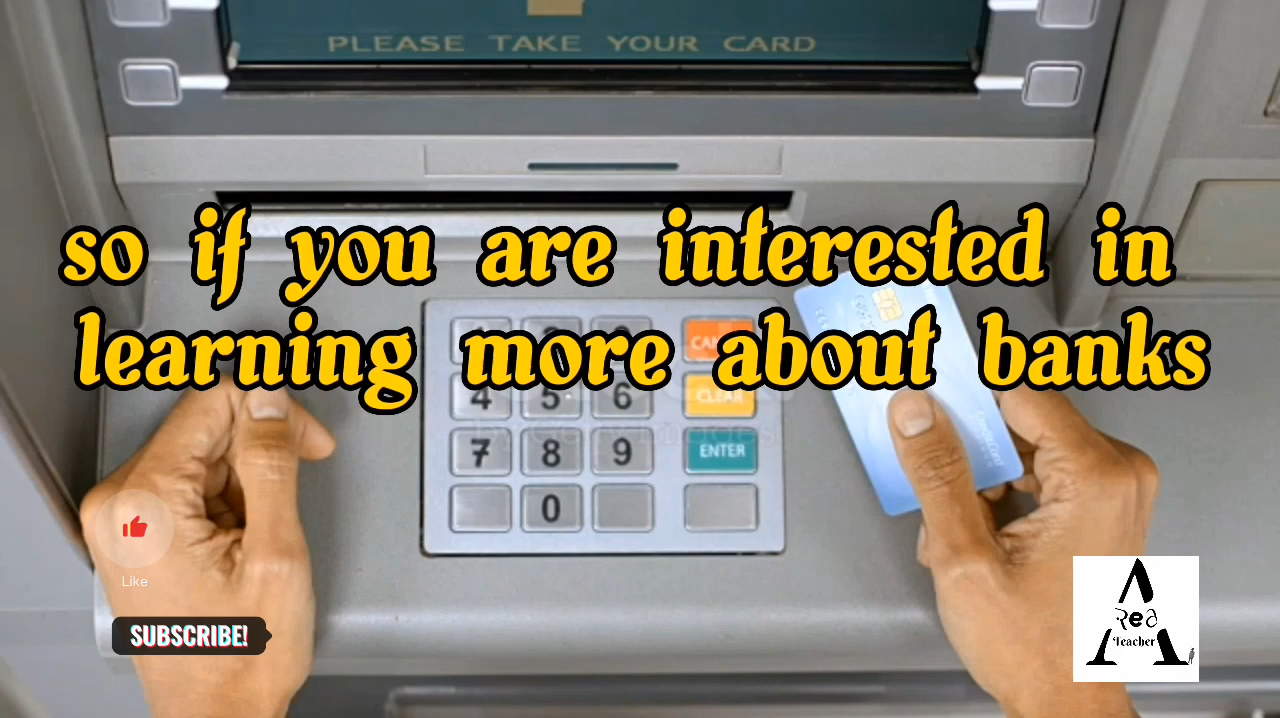 PLEASE TAKE YOUR CARD
so if you are interested in
learning more about banks
4 5 6 CLEAR
7 8 9 ENTER
0
Like
SUBSCRIBE!
A
Rea
Teacher